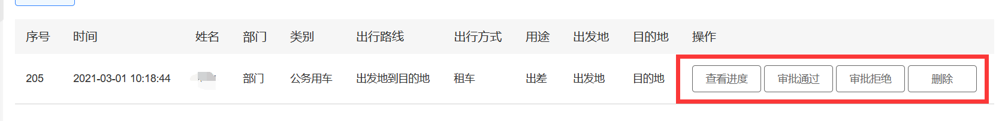 序号 时间 姓名 部门 类别 出行路线 出行方式 用途 出发地 目的地 操作
205 2021-03-01 10:18:44 部门 公务用车 出发地到目的地 租车 出差 出发地 目的地 查看进度 审批通过 审批拒绝 删除